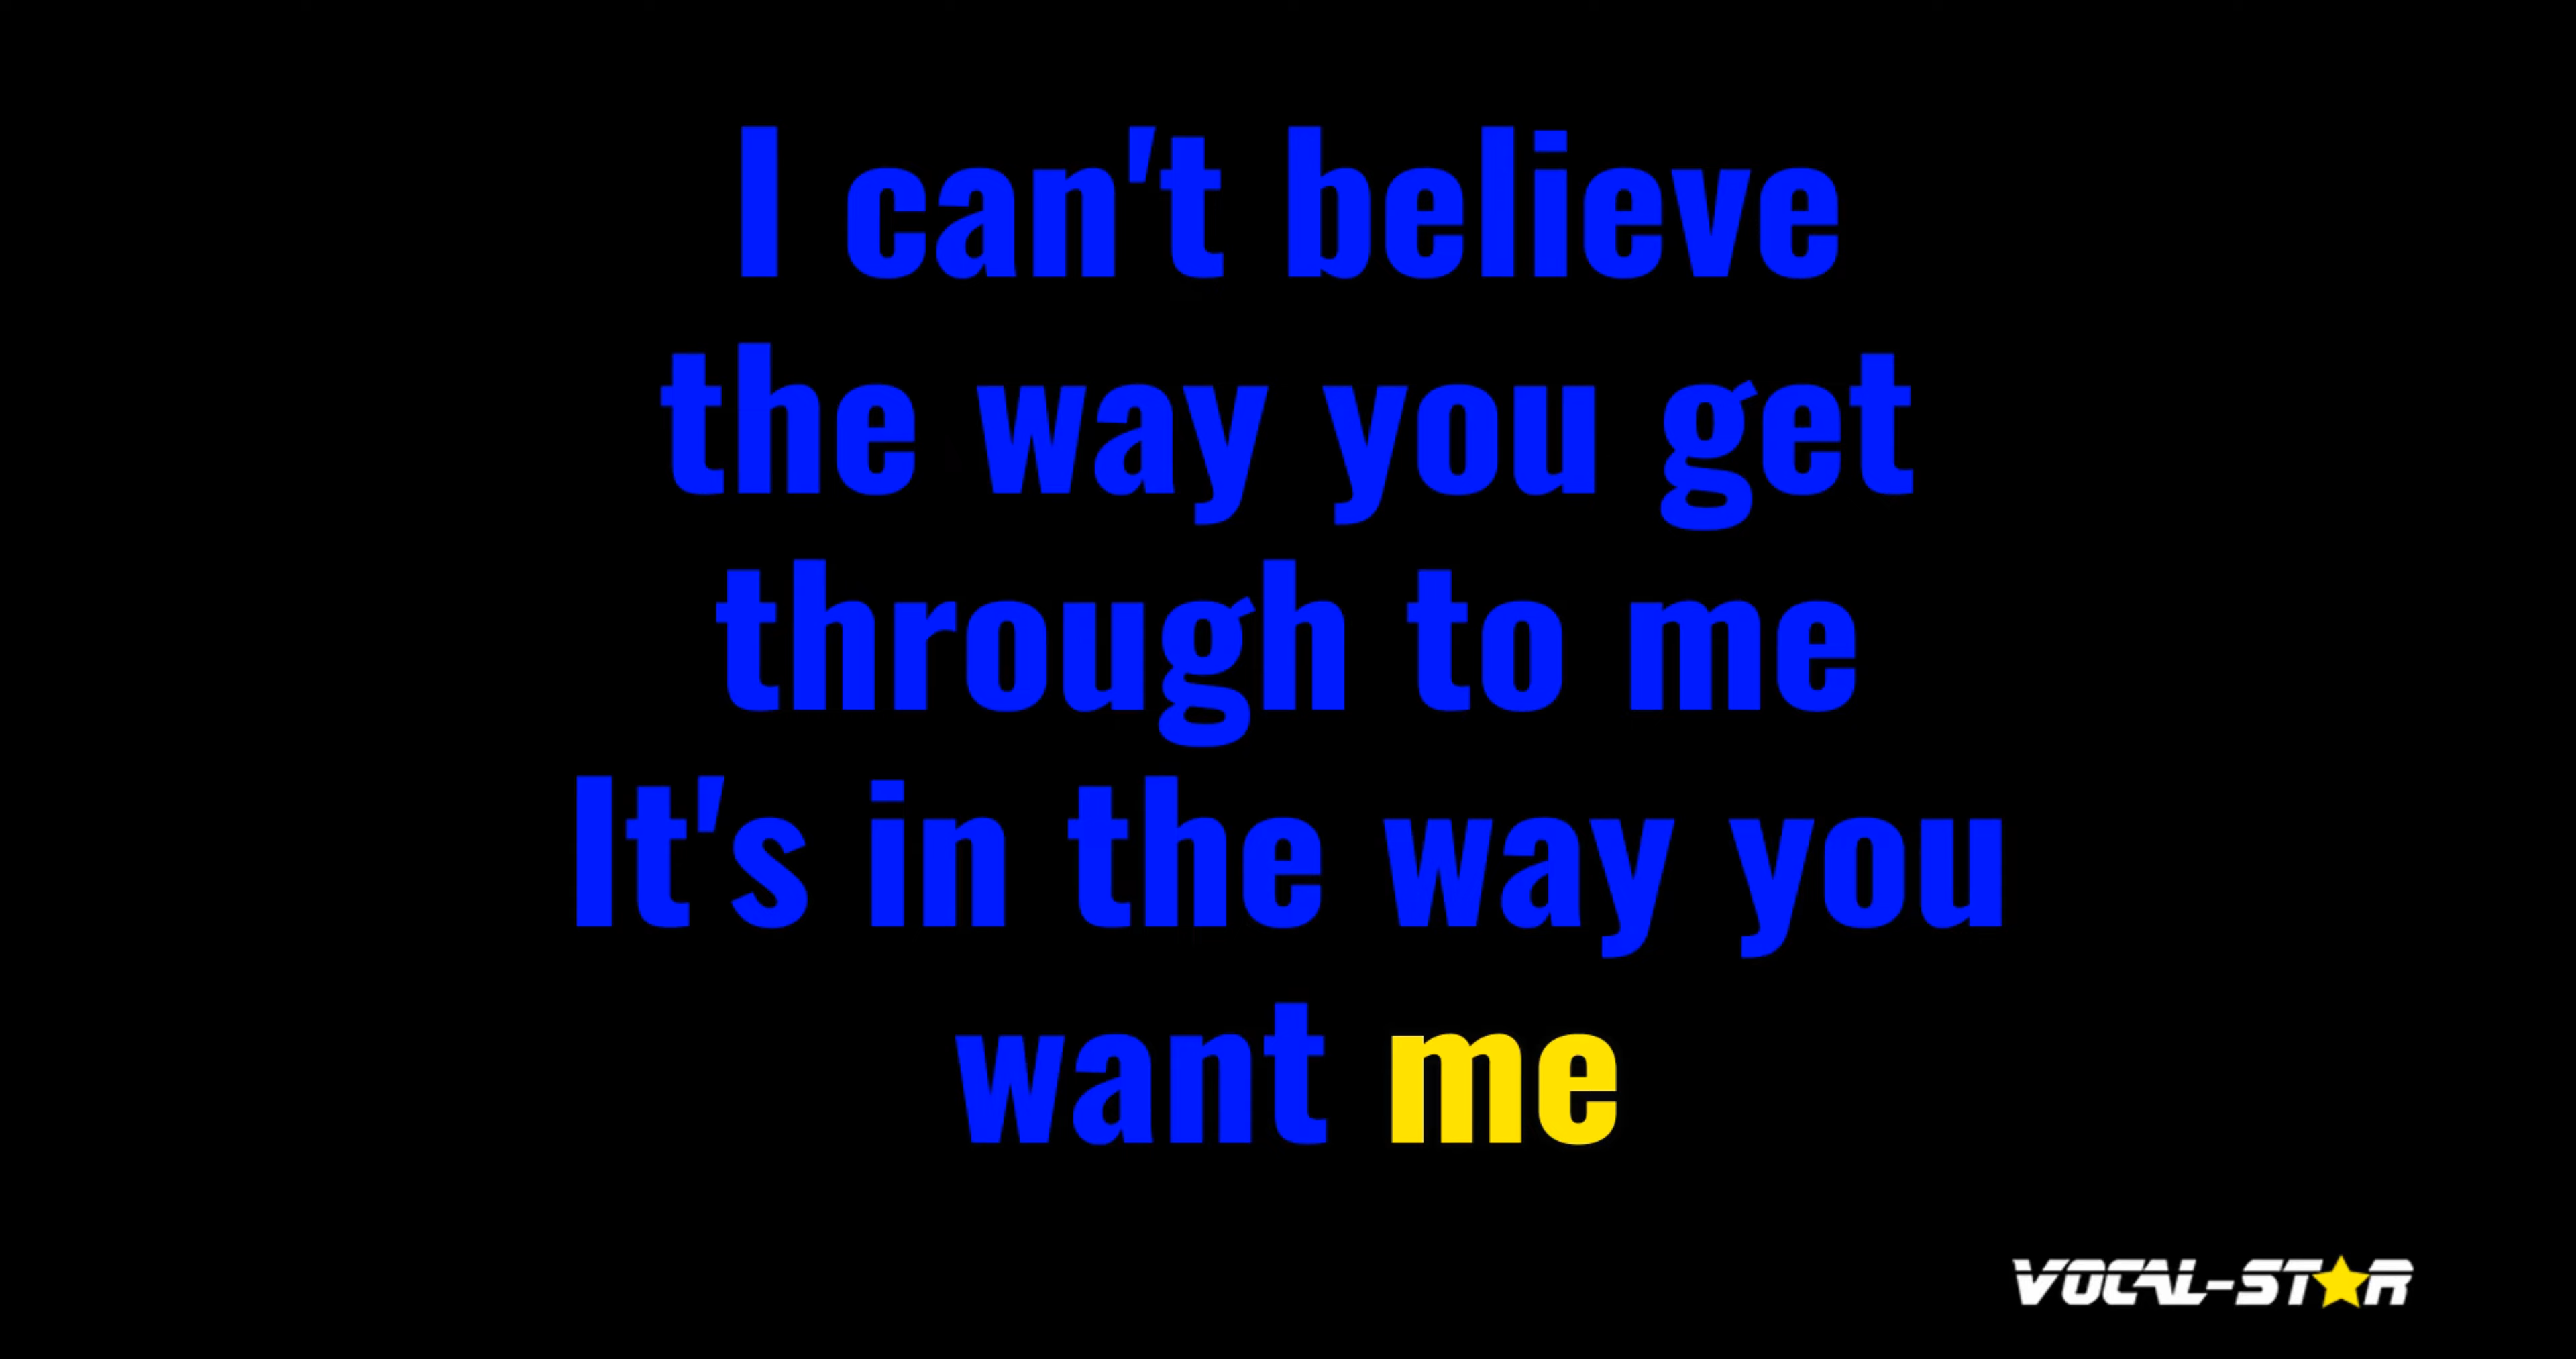 I can't believe
the way you get
through to me
It's in the way you
want me
VOCAL-STAR